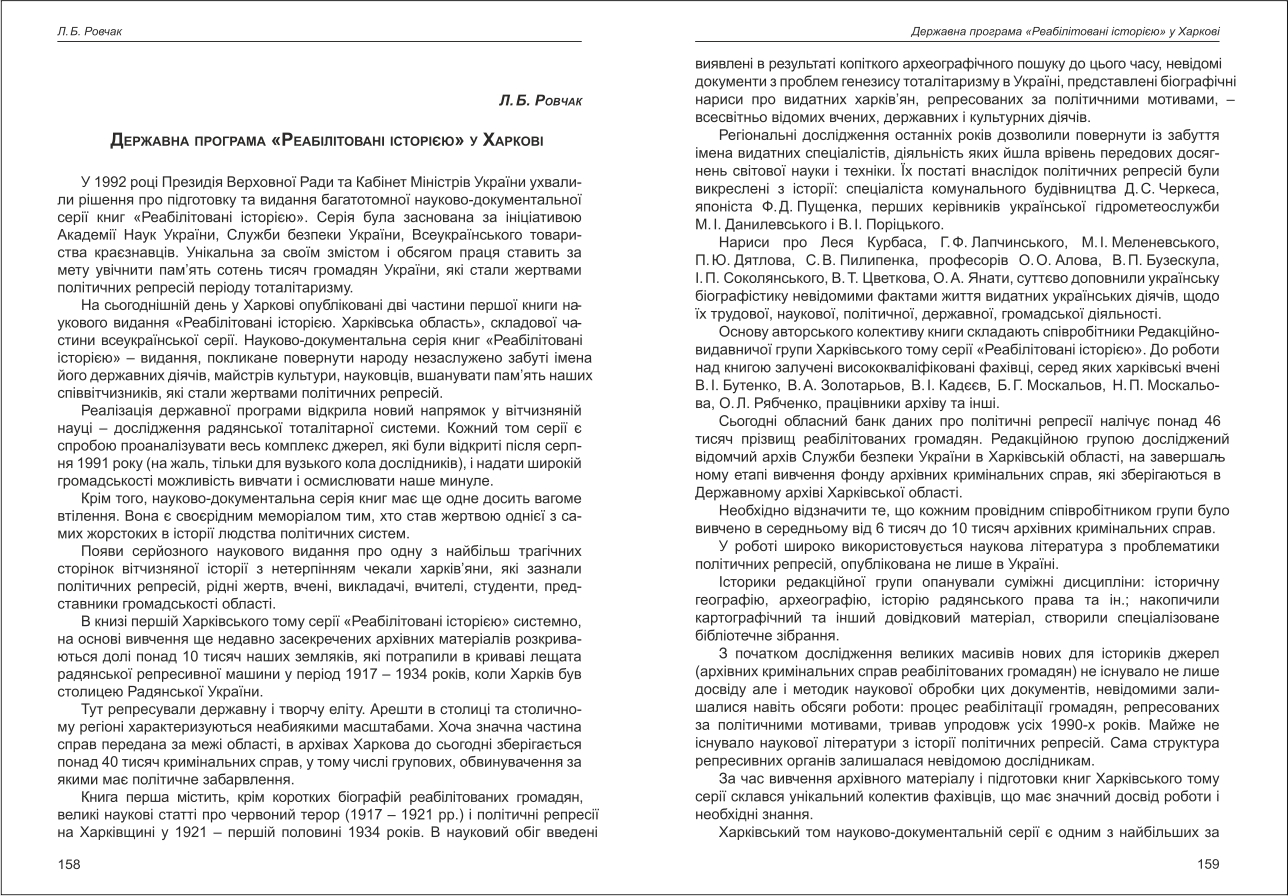 Л. Б. Ровчак
Л. Б. Ровчак
Державна програма «Реабілітовані історією» у Харкові
У 1992 році Президія Верховної Ради та Кабінет Міністрів України ухвали-
ли рішення про підготовку та видання багатотомної науково-документальної
серії книг «Реабілітовані історією». Серія була заснована за ініціативою
Академії Наук України, Служби безпеки України, Всеукраїнського товари-
ства краєзнавців. Унікальна за своїм змістом і обсягом праця ставить за
мету увічнити пам’ять сотень тисяч громадян України, які стали жертвами
політичних репресій періоду тоталітаризму.
На сьогоднішній день у Харкові опубліковані дві частини першої книги на-
укового видання «Реабілітовані історією. Харківська область», складової ча-
стини всеукраїнської серії. Науково-документальна серія книг «Реабілітовані
історією» – видання, покликане повернути народу незаслужено забуті імена
його державних діячів, майстрів культури, науковців, вшанувати пам’ять наших
співвітчизників, які стали жертвами політичних репресій.
Реалізація державної програми відкрила новий напрямок у вітчизняній
науці – дослідження радянської тоталітарної системи. Кожний том серії є
спробою проаналізувати весь комплекс джерел, які були відкриті після серп-
ня 1991 року (на жаль, тільки для вузького кола дослідників), і надати широкій
громадськості можливість вивчати і осмислювати наше минуле.
Крім того, науково-документальна серія книг має ще одне досить вагоме
втілення. Вона є своєрідним меморіалом тим, хто став жертвою однієї з са-
мих жорстоких в історії людства політичних систем.
Появи серйозного наукового видання про одну з найбільш трагічних
сторінок вітчизняної історії з нетерпінням чекали харків’яни, які зазнали
політичних репресій, рідні жертв, вчені, викладачі, вчителі, студенти, пред-
ставники громадськості області.
В книзі першій Харківського тому серії «Реабілітовані історією» системно,
на основі вивчення ще недавно засекречених архівних матеріалів розкрива-
ються долі понад 10 тисяч наших земляків, які потрапили в криваві лещата
радянської репресивної машини у період 1917 – 1934 років, коли Харків був
столицею Радянської України.
Тут репресували державну і творчу еліту. Арешти в столиці та столично-
му регіоні характеризуються неабиякими масштабами. Хоча значна частина
справ передана за межі області, в архівах Харкова до сьогодні зберігається
понад 40 тисяч кримінальних справ, у тому числі групових, обвинувачення за
якими має політичне забарвлення.
Книга перша містить, крім коротких біографій реабілітованих громадян,
великі наукові статті про червоний терор (1917 – 1921 рр.) і політичні репресії
на Харківщині у 1921 – першій половині 1934 років. В науковий обіг введені
158
Державна програма «Реабілітовані історією» у Харкові
виявлені в результаті копіткого археографічного пошуку до цього часу, невідомі
документи з проблем генезису тоталітаризму в Україні, представлені біографічні
нариси про видатних харків’ян, репресованих за політичними мотивами, –
всесвітньо відомих вчених, державних і культурних діячів.
Регіональні дослідження останніх років дозволили повернути із забуття
імена видатних спеціалістів, діяльність яких йшла врівень передових досяг-
нень світової науки і техніки. Їх постаті внаслідок політичних репресій були
викреслені з історії: спеціаліста комунального будівництва Д. С. Черкеса,
японіста Ф. Д. Пущенка, перших керівників української гідрометеослужби
М. І. Данилевського і В. І. Поріцького.
Нариси про Леся Курбаса, Г. Ф. Лапчинського, М. І. Меленевського,
П. Ю. Дятлова, С. В. Пилипенка, професорів О. О. Алова, В. П. Бузескула,
І. П. Соколянського, В. Т. Цветкова, О. А. Янати, суттєво доповнили українську
біографістику невідомими фактами життя видатних українських діячів, щодо
їх трудової, наукової, політичної, державної, громадської діяльності.
Основу авторського колективу книги складають співробітники Редакційно-
видавничої групи Харківського тому серії «Реабілітовані історією». До роботи
над книгою залучені висококваліфіковані фахівці, серед яких харківські вчені
В. І. Бутенко, В. А. Золотарьов, В. І. Кадєєв, Б. Г. Москальов, Н. П. Москальо-
ва, О. Л. Рябченко, працівники архіву та інші.
Сьогодні обласний банк даних про політичні репресії налічує понад 46
тисяч прізвищ реабілітованих громадян. Редакційною групою досліджений
відомчий архів Служби безпеки України в Харківській області, на завершаль-
ному етапі вивчення фонду архівних кримінальних справ, які зберігаються в
Державному архіві Харківської області.
Необхідно відзначити те, що кожним провідним співробітником групи було
вивчено в середньому від 6 тисяч до 10 тисяч архівних кримінальних справ.
У роботі широко використовується наукова література з проблематики
політичних репресій, опублікована не лише в Україні.
Історики редакційної групи опанували суміжні дисципліни: історичну
географію, археографію, історію радянського права та ін.; накопичили
картографічний та інший довідковий матеріал, створили спеціалізоване
бібліотечне зібрання.
З початком дослідження великих масивів нових для істориків джерел
(архівних кримінальних справ реабілітованих громадян) не існувало не лише
досвіду але і методик наукової обробки цих документів, невідомими зали-
шалися навіть обсяги роботи: процес реабілітації громадян, репресованих
за політичними мотивами, тривав упродовж усіх 1990-х років. Майже не
існувало наукової літератури з історії політичних репресій. Сама структура
репресивних органів залишалася невідомою дослідникам.
За час вивчення архівного матеріалу і підготовки книг Харківського тому
серії склався унікальний колектив фахівців, що має значний досвід роботи і
необхідні знання.
Харківський том науково-документальній серії є одним з найбільших за
159